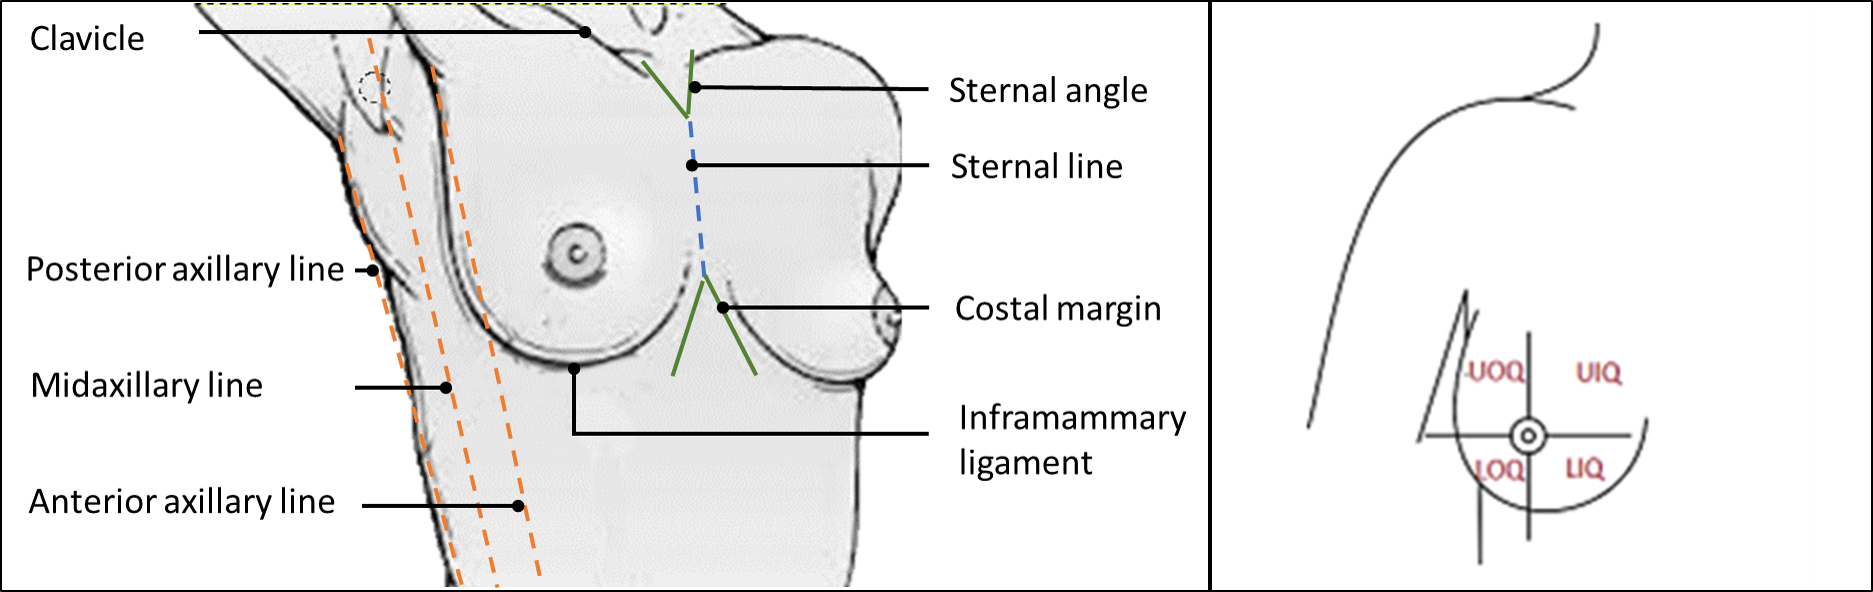 Clavicle
Sternal angle
Sternal line
Posterior axillary line
Costal margin
Midaxillary line
Inframammary
ligament
Anterior axillary line
UOQ
UIQ
LOQ
LIQ